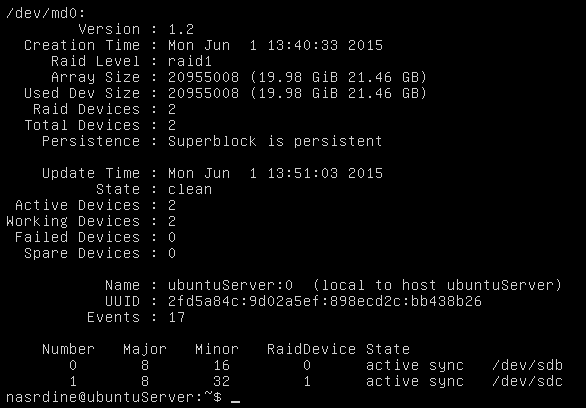 /dev/md0:
Version : 1.2
Creation Time : Mon Jun  1 13:40:33 2015
Raid Level : raid1
Array Size : 20955008 (19.98 GiB 21.46 GB)
Used Dev Size : 20955008 (19.98 GiB 21.46 GB)
Raid Devices : 2
Total Devices : 2
Persistence : Superblock is persistent
Update Time : Mon Jun  1 13:51:03 2015
State : clean
Active Devices : 2
Working Devices : 2
Failed Devices : 0
Spare Devices : 0
Name : ubuntuServer:0  (local to host ubuntuServer)
UUID : 2fd5a84c:9d02a5ef:898ecd2c:bb438b26
Events : 17
Number   Major   Minor   RaidDevice State
0       8       16        0      active sync   /dev/sdb
1       8       32        1      active sync   /dev/sdc
nasrdine@ubuntuServer:~$ _